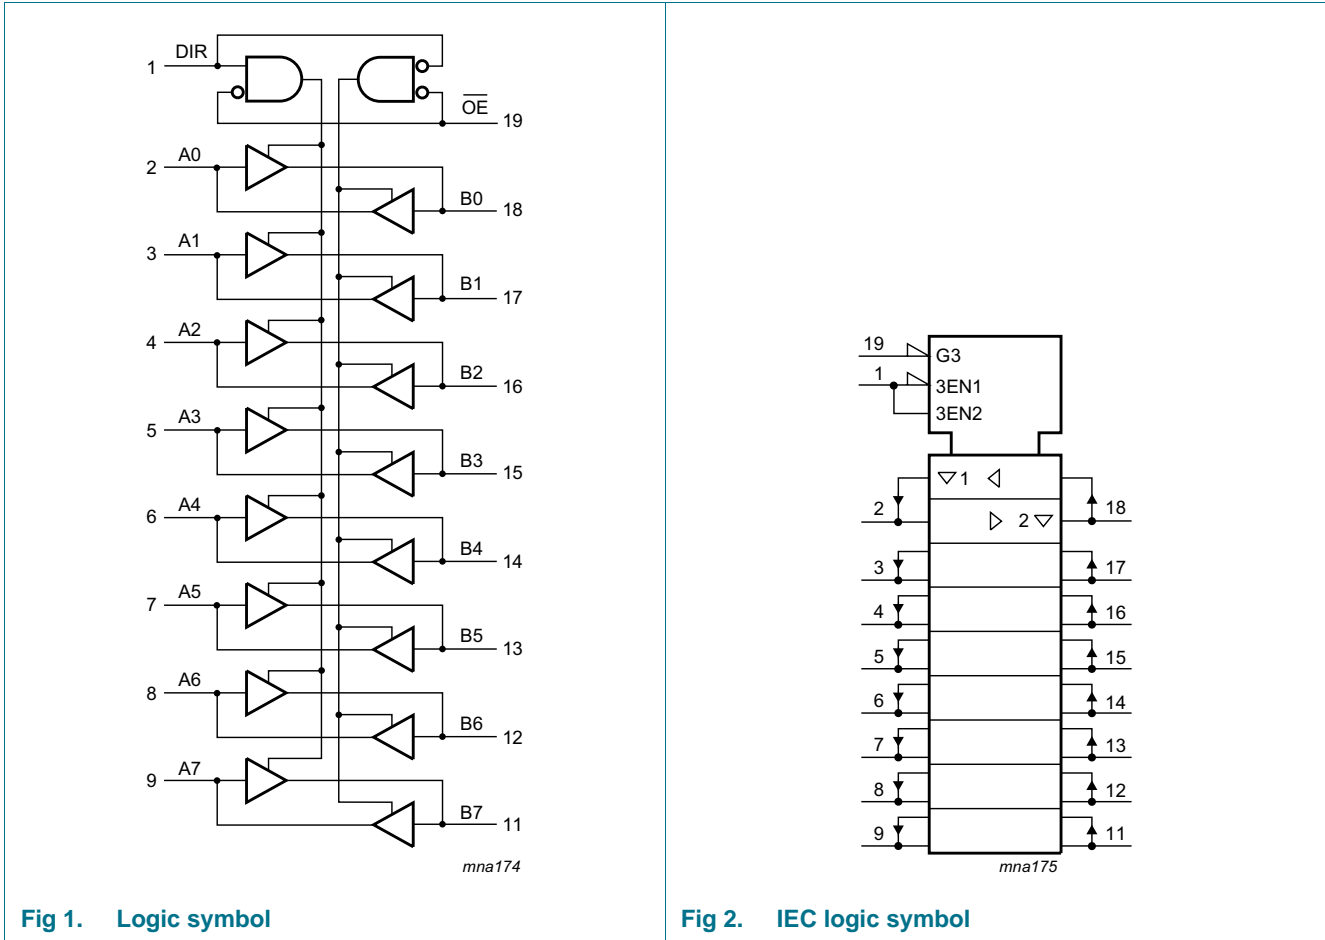 DIR
1
OE
19
A0
2
B0
18
A1
3
B1
17
A2
4
B2
16
A3
5
B3
15
A4
6
B4
14
A5
7
B5
13
A6
8
B6
12
A7
9
B7
11
mna174
Fig 1. Logic symbol
19
G3
1
3EN1
3EN2
1
2
18
2
3
17
4
16
5
15
6
14
7
13
8
12
9
11
mna175
Fig 2. IEC logic symbol